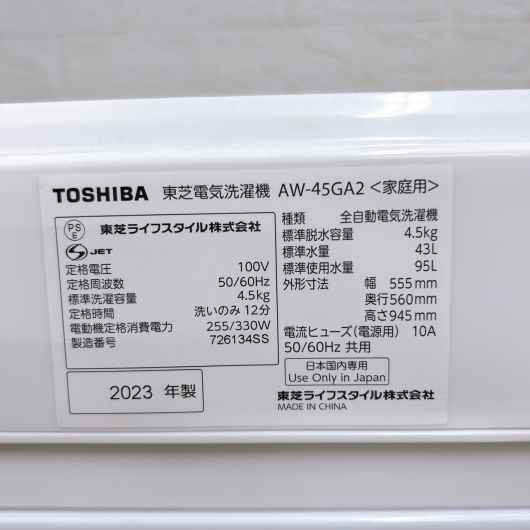 TOSHIBA 東芝電気洗濯機 AW-45GA2 <家庭用>
PS E 東芝ライフスタイル株式会社
S JET
定格電圧 100V
定格周波数 50/60Hz
標準洗濯容量 4.5kg
定格時間 洗いのみ 12分
電動機定格消費電力 255/330W
製造番号 726134SS
2023 年製
種類 全自動電気洗濯機
標準脱水容量 4.5kg
標準水量 43L
標準使用水量 95L
外形寸法 幅 555mm
奥行560mm
高さ945mm
電流ヒューズ(電源用) 10A
50/60Hz 共用
日本国内専用
Use Only in Japan
東芝ライフスタイル株式会社
MADE IN CHINA